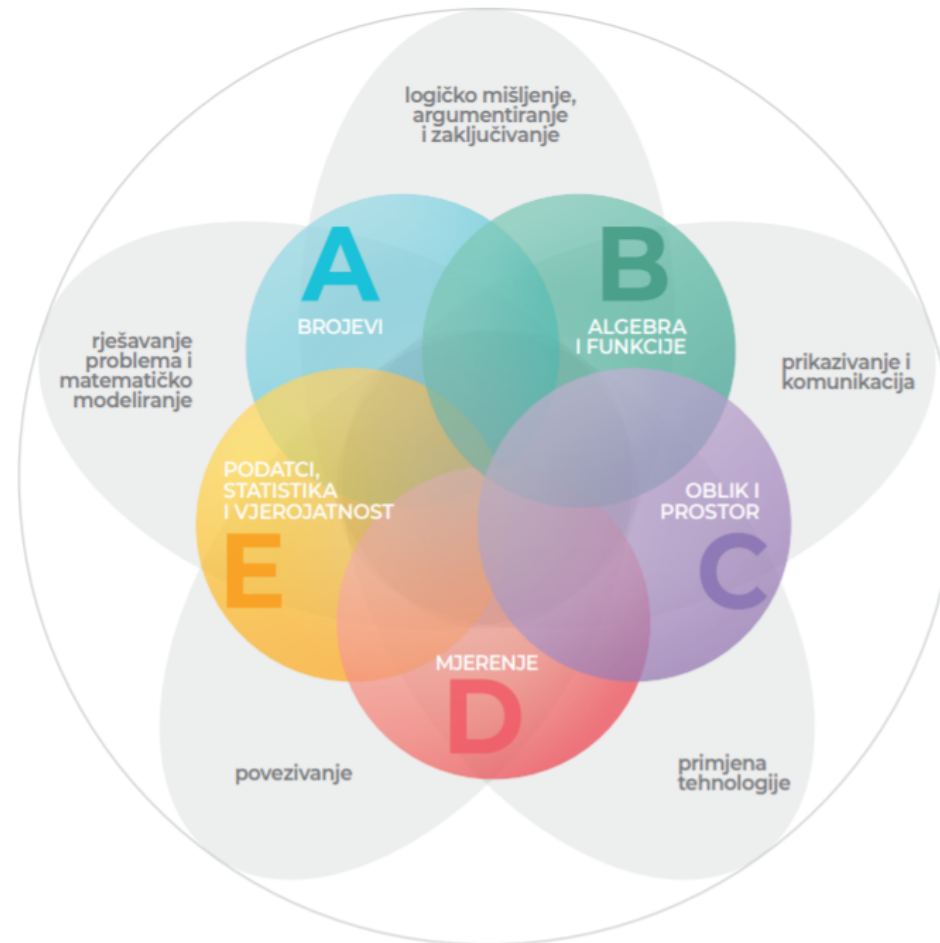 logičko mišljenje,
argumentiranje
i zaključivanje
A
BROJEVI
B
ALGEBRA
I FUNKCIJE
rješavanje
problema i
matematičko
modeliranje
prikazivanje i
komunikacija
PODATCI,
STATISTIKA
I VJEROJATNOST
E
OBLIK I
PROSTOR
C
MJERENJE
D
povezivanje
primjena
tehnologije